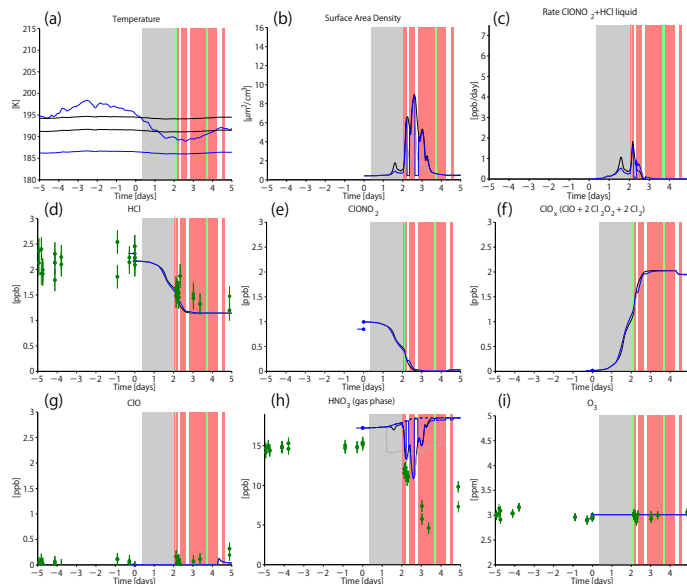 Temperature
Surface Area Density
Rate ClONO 2+HCl liquid
(a)
(b)
(c)
215
210
205
200
195
190
185
180
[K]
−5 −4 −3 −2 −1 0 1 2 3 4 5
Time [days]
16
14
12
10
8
6
4
2
0
[μm2/cm3]
−5 −4 −3 −2 −1 0 1 2 3 4 5
Time [days]
7
6
5
4
3
2
1
0
[ppb/day]
−5 −4 −3 −2 −1 0 1 2 3 4
Time [days]
HCl
ClONO2
ClOx (ClO + 2 Cl2O2 + 2 Cl2)
(d)
(e)
(f)
3
2.5
2
1.5
1
0.5
0
[ppb]
−5 −4 −3 −2 −1 0 1 2 3 4 5
Time [days]
3
2.5
2
1.5
1
0.5
0
[ppb]
−5 −4 −3 −2 −1 0 1 2 3 4 5
Time [days]
3
2.5
2
1.5
1
0.5
0
[ppb]
−5 −4 −3 −2 −1 0 1 2 3 4 5
Time [days]
ClO
HNO3 (gas phase)
O3
(g)
(h)
(i)
3
2.5
2
1.5
1
0.5
0
[ppb]
−5 −4 −3 −2 −1 0 1 2 3 4 5
Time [days]
15
10
5
0
[ppb]
−5 −4 −3 −2 −1 0 1 2 3 4 5
Time [days]
5
4.5
4
3.5
3
2.5
2
[ppm]
−5 −4 −3 −2 −1 0 1 2 3 4 5
Time [days]